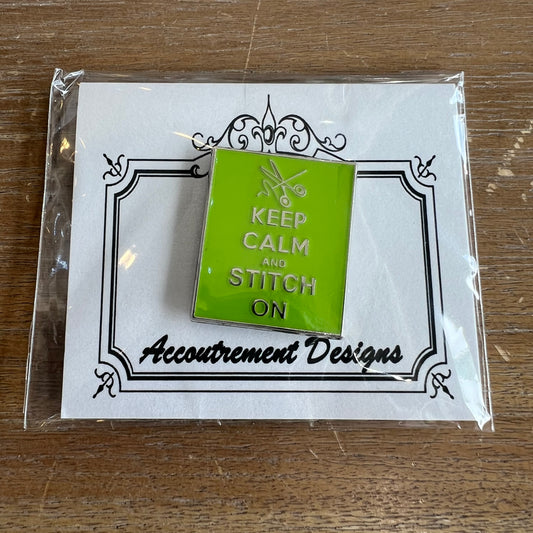 KEEP
CALM
AND
STITCH
ON
Accoutrement Designs